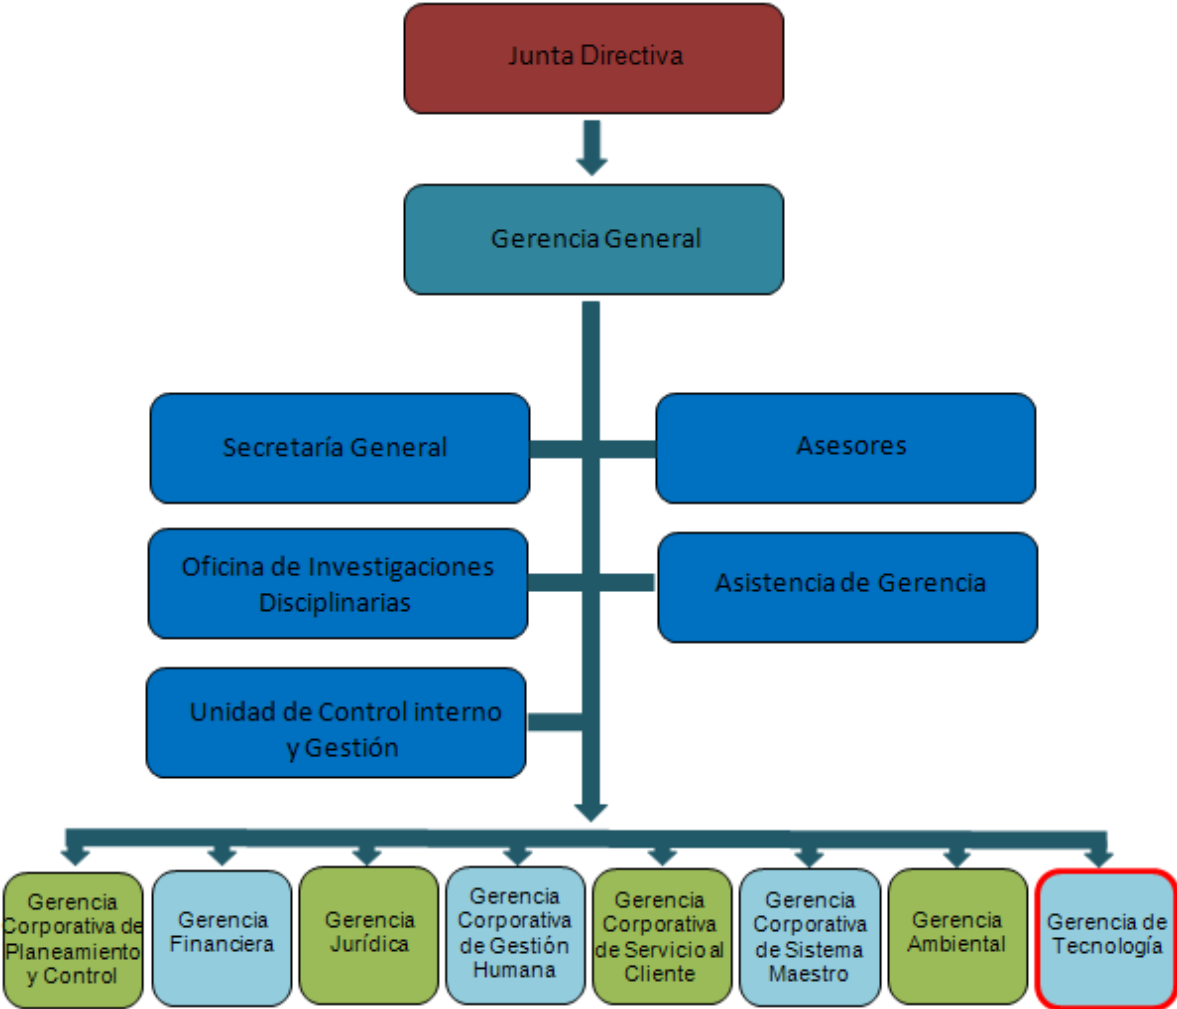 Junta Directiva
Gerencia General
Secretaría General
Asesores
Oficina de Investigaciones
Disciplinarias
Asistencia de Gerencia
Unidad de Control interno
y Gestión
Gerencia
Corporativa de
Planeamiento
y Control
Gerencia
Financiera
Gerencia
Jurídica
Gerencia
Corporativa
de Gestión
Humana
Gerencia
Corporativa
de Servicio al
Cliente
Gerencia
Corporativa
de Sistema
Maestro
Gerencia
Ambiental
Gerencia de
Tecnología